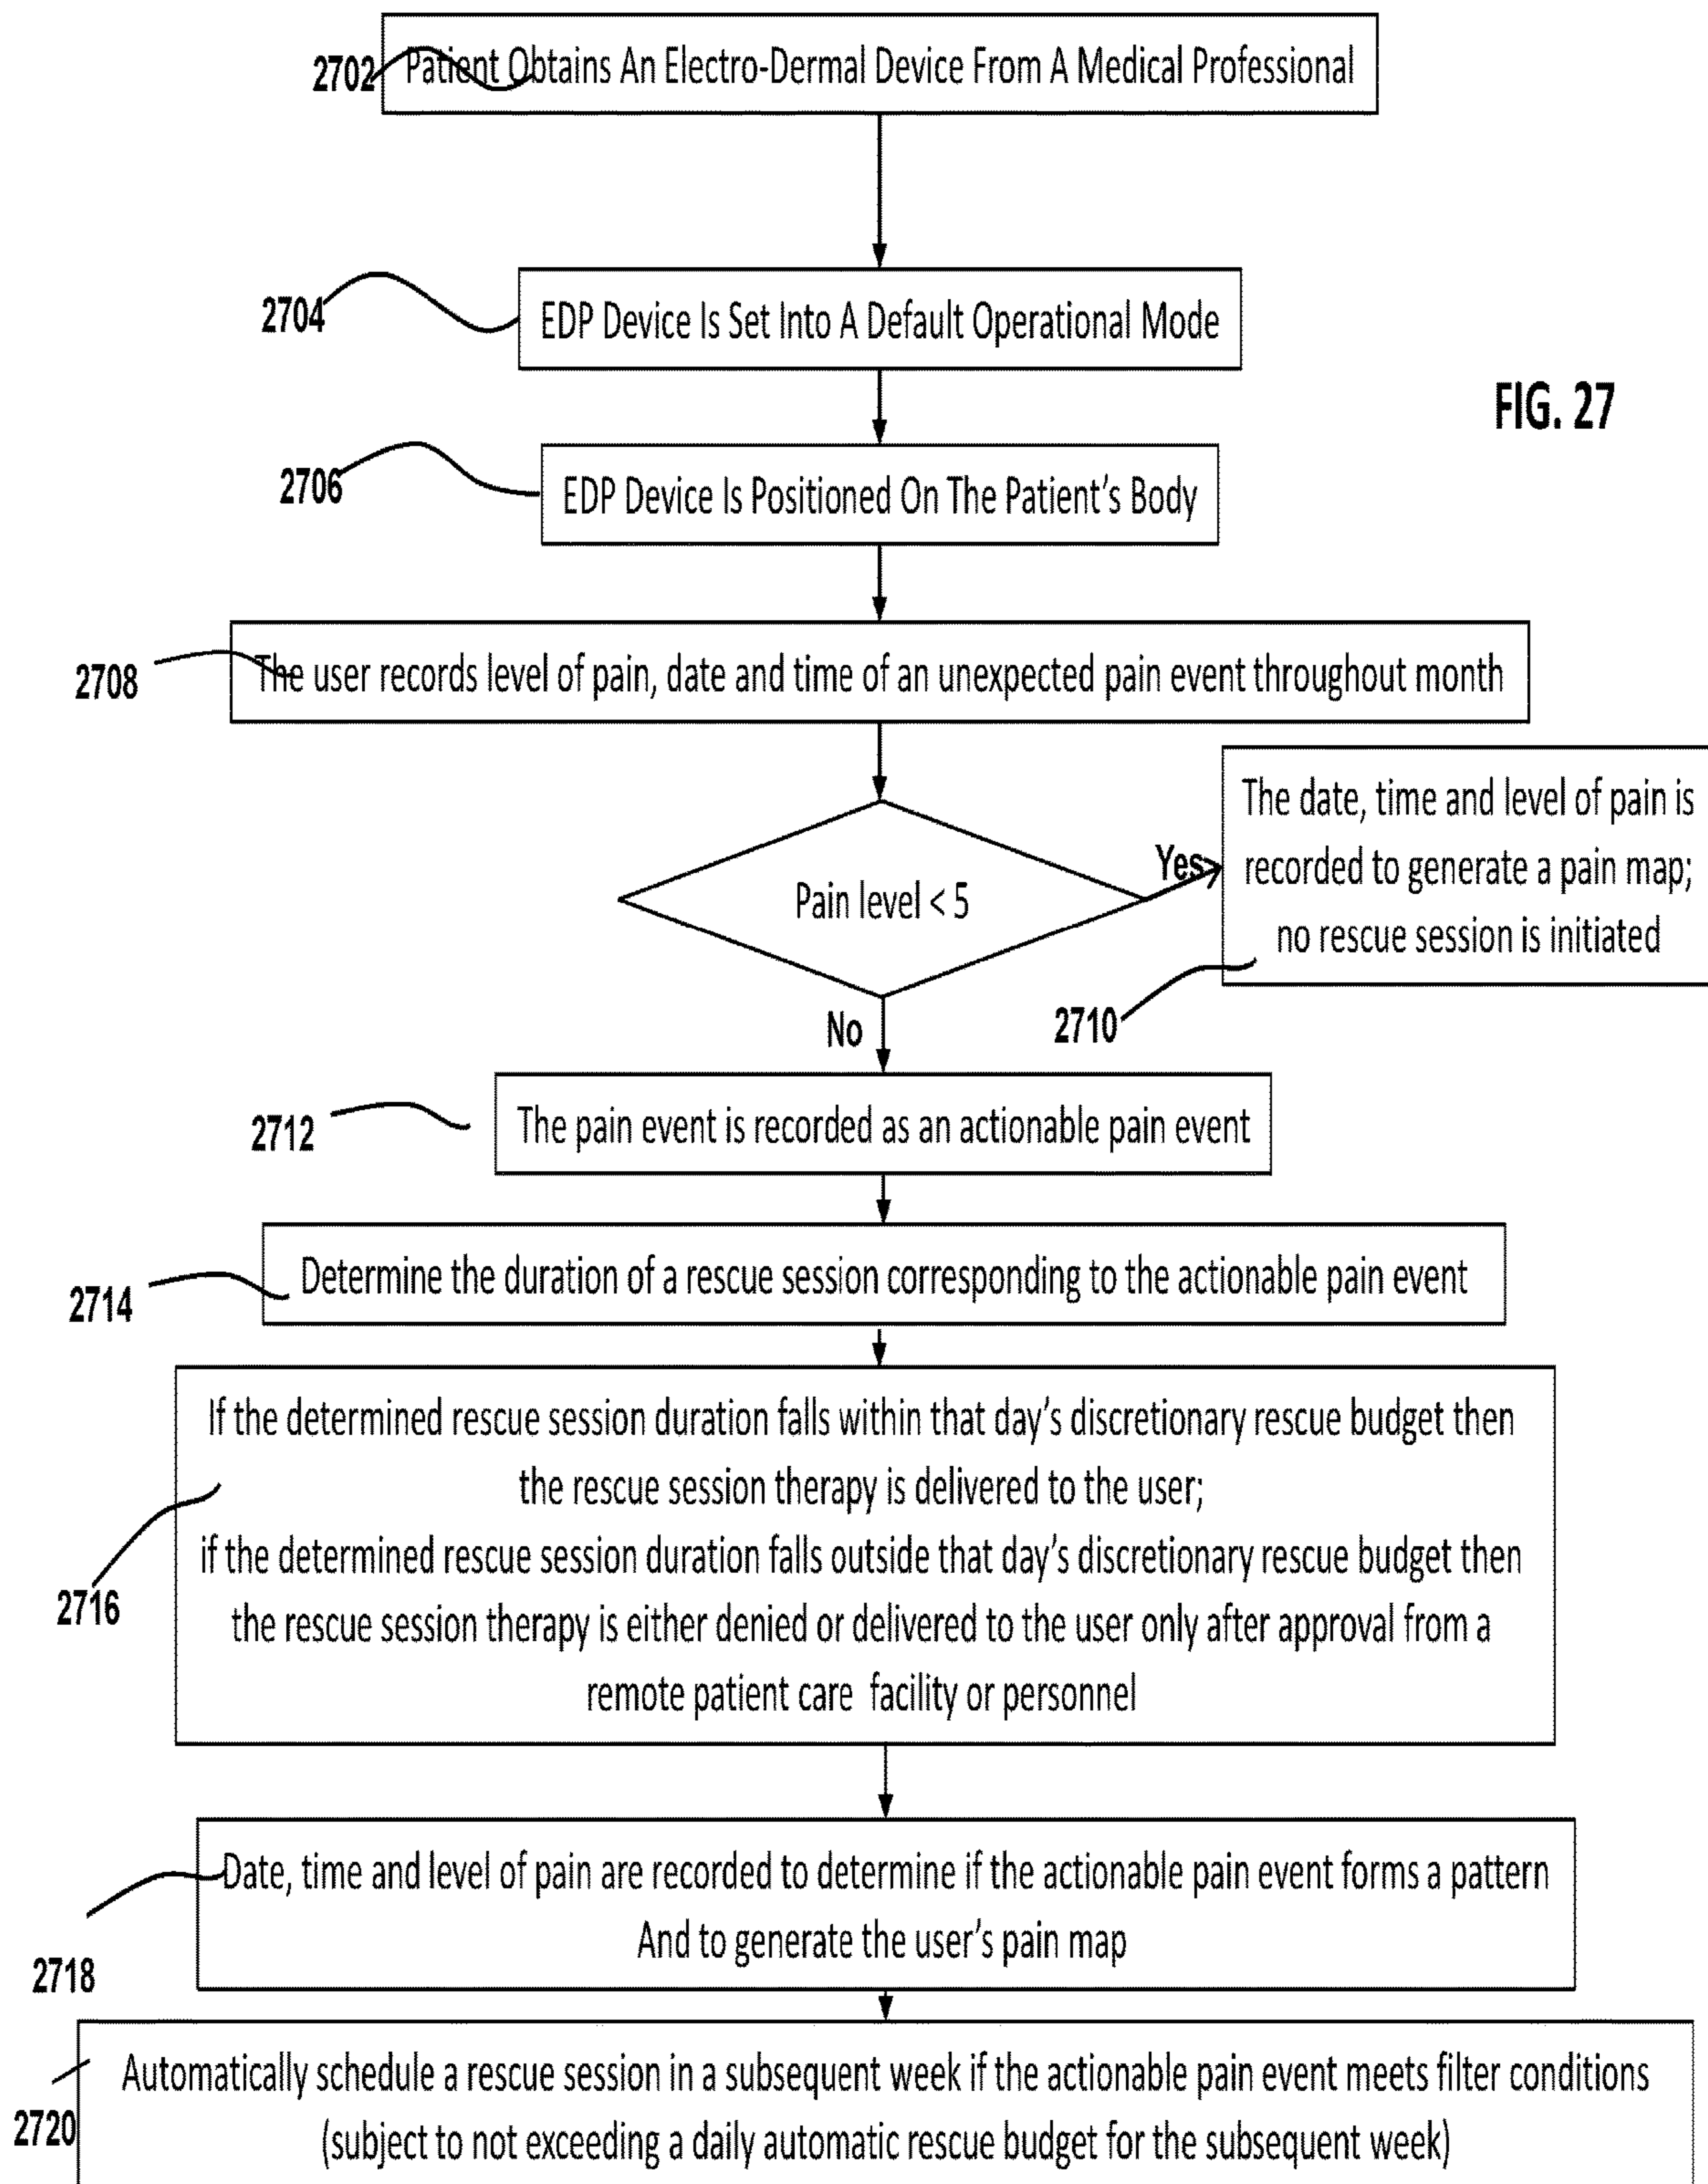 2702
Patient Obtains An Electro-Dermal Device From A Medical Professional
2704
EDP Device Is Set Into A Default Operational Mode
FIG. 27
2706
EDP Device Is Positioned On The Patient's Body
2708
The user records level of pain, date and time of an unexpected pain event throughout month
Pain level < 5
Yes
The date, time and level of pain is
recorded to generate a pain map;
no rescue session is initiated
2710
No
2712
The pain event is recorded as an actionable pain event
2714
Determine the duration of a rescue session corresponding to the actionable pain event
If the determined rescue session duration falls within that day's discretionary rescue budget then
the rescue session therapy is delivered to the user;
if the determined rescue session duration falls outside that day's discretionary rescue budget then
the rescue session therapy is either denied or delivered to the user only after approval from a
remote patient care facility or personnel
2716
Date, time and level of pain are recorded to determine if the actionable pain event forms a pattern
And to generate the user's pain map
2718
Automatically schedule a rescue session in a subsequent week if the actionable pain event meets filter conditions
(subject to not exceeding a daily automatic rescue budget for the subsequent week)
2720